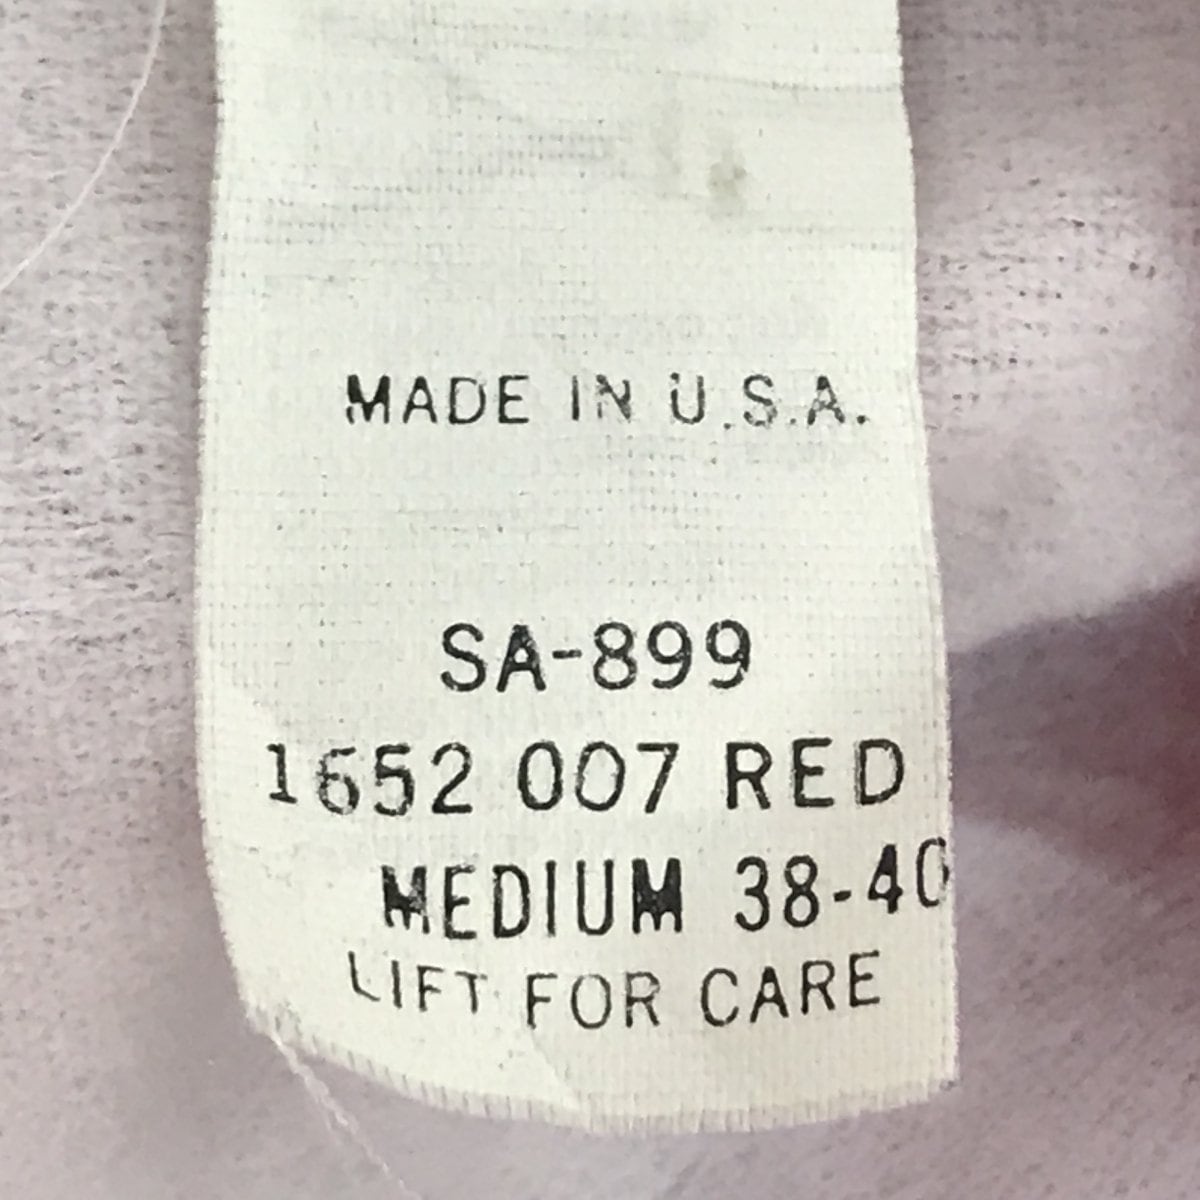 MADE IN U.S.A.
SA-899
1652 007 RED
MEDIUM 38-40
LIFT FOR CARE